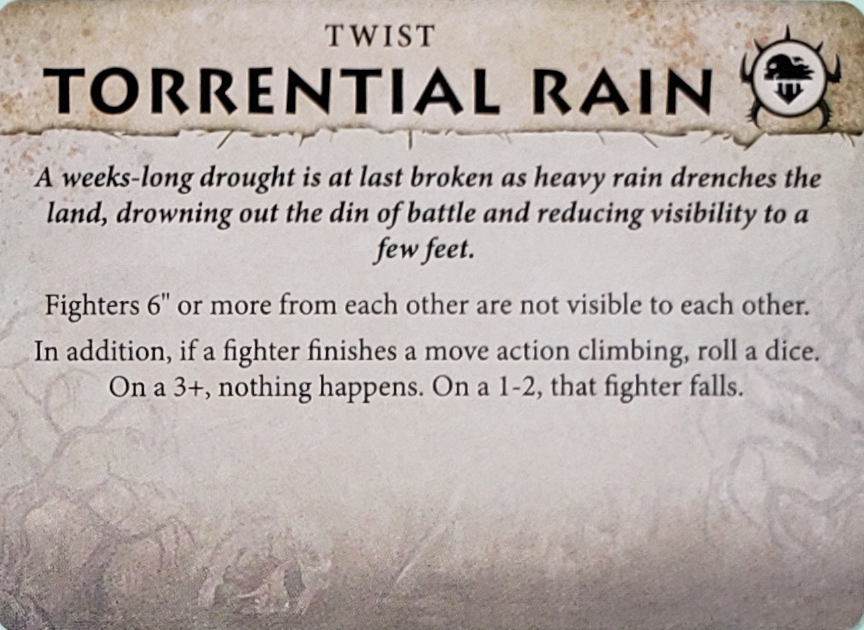 TWIST
TORRENTIAL RAIN
A weeks-long drought is at last broken as heavy rain drenches the
land, drowning out the din of battle and reducing visibility to a
few feet.
Fighters 6" or more from each other are not visible to each other.
In addition, if a fighter finishes a move action climbing, roll a dice.
On a 3+, nothing happens. On a 1-2, that fighter falls.